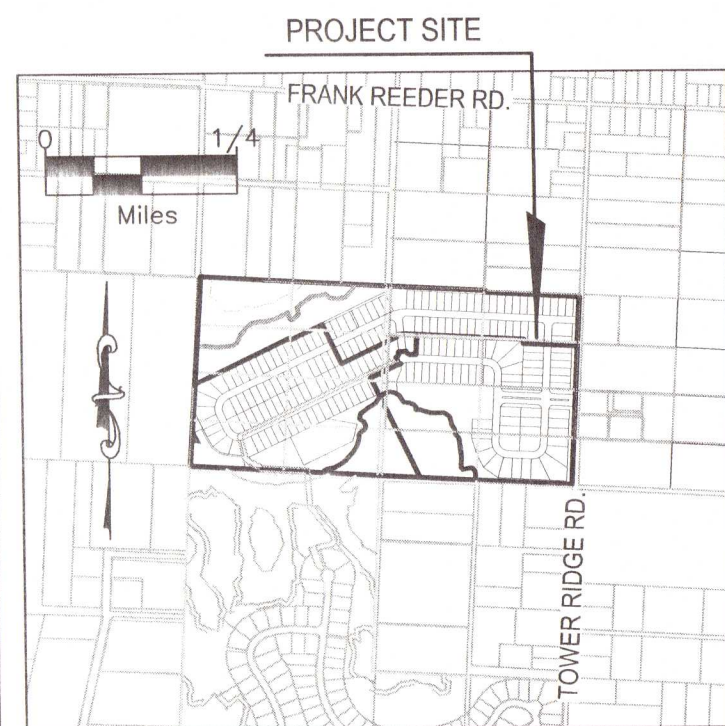 PROJECT SITE
FRANK REEDER RD.
0 1/4
Miles
TOWER RIDGE RD.